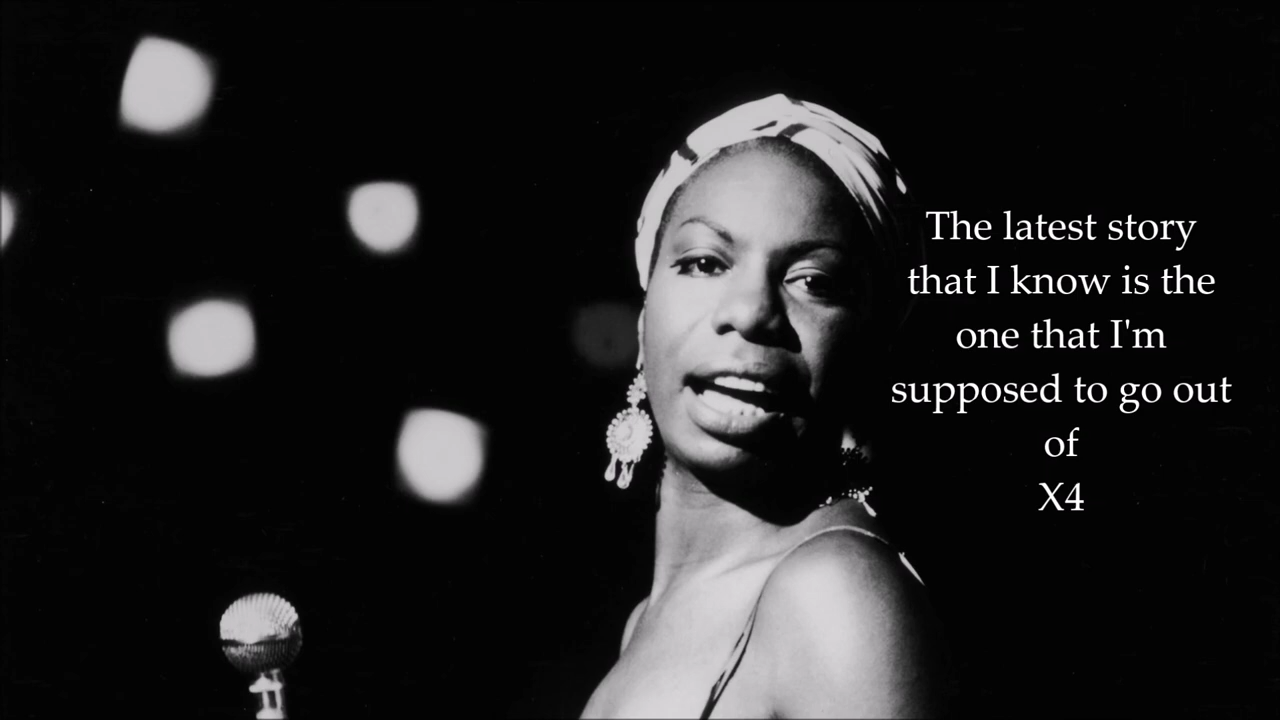 The latest story
that I know is the
one that I'm
supposed to go out
of
X4